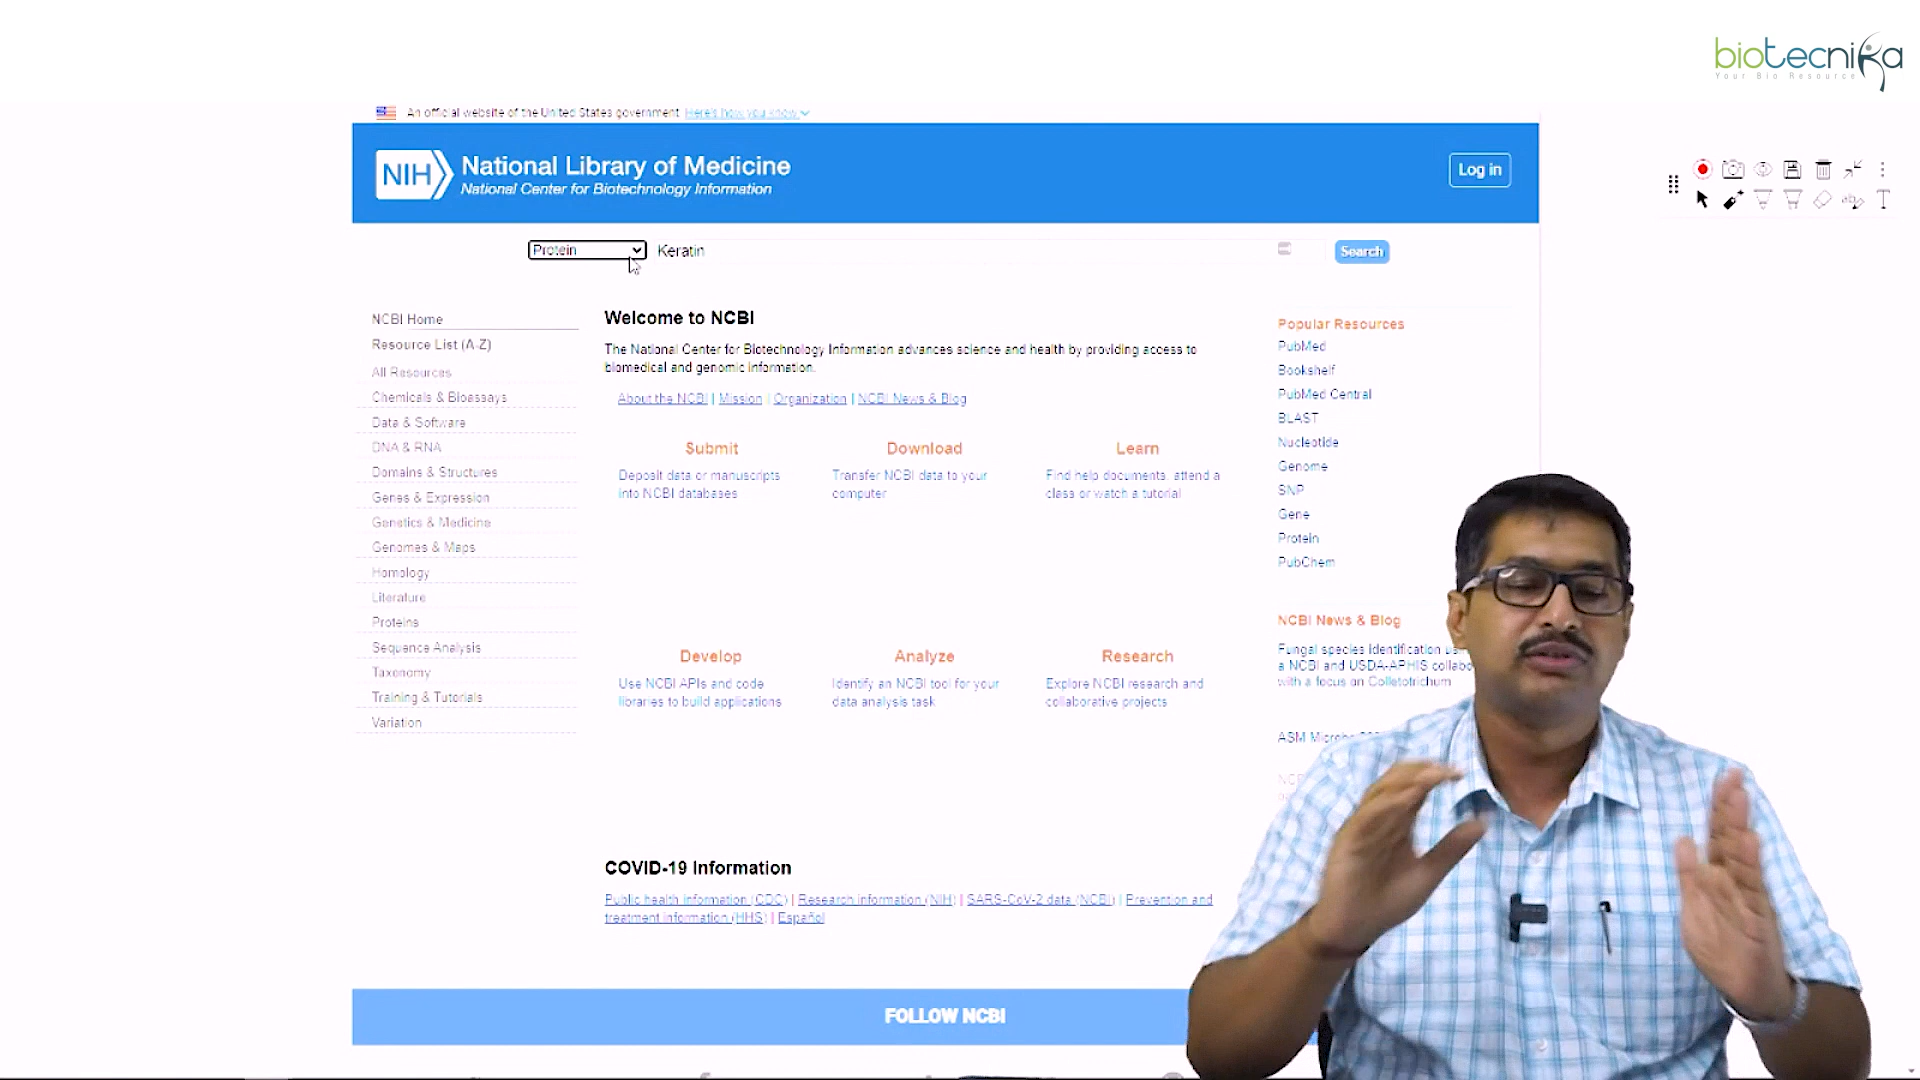 biotecnika
Your Bio Resource
An official website of the United States government Here's how you know
NIH National Library of Medicine
National Center for Biotechnology Information
Log in
Protein
Keratin
Search
NCBI Home
Resource List (A-Z)
All Resources
Chemicals & Bioassays
Data & Software
DNA & RNA
Domains & Structures
Genes & Expression
Genetics & Medicine
Genomes & Maps
Homology
Literature
Proteins
Sequence Analysis
Taxonomy
Training & Tutorials
Variation
Welcome to NCBI
The National Center for Biotechnology Information advances science and health by providing access to
biomedical and genomic information.
About the NCBI | Mission | Organization | NCBI News & Blog
Submit
Deposit data or manuscripts
into NCBI databases
Download
Transfer NCBI data to your
computer
Learn
Find help documents, attend a
class or watch a tutorial
Develop
Use NCBI APIs and code
libraries to build applications
Analyze
Identify an NCBI tool for your
data analysis task
Research
Explore NCBI research and
collaborative projects
COVID-19 Information
Public health information (CDC) | Research information (NIH) | SARS-CoV-2 data (NCBI) | Prevention and
treatment information (HHS) | Español
Popular Resources
PubMed
Bookshelf
PubMed Central
BLAST
Nucleotide
Genome
SNP
Gene
Protein
PubChem
NCBI News & Blog
Fungal species identification
a NCBI and USDA-APHIS
with a focus on Colletotrichum
ASM
FOLLOW NCBI